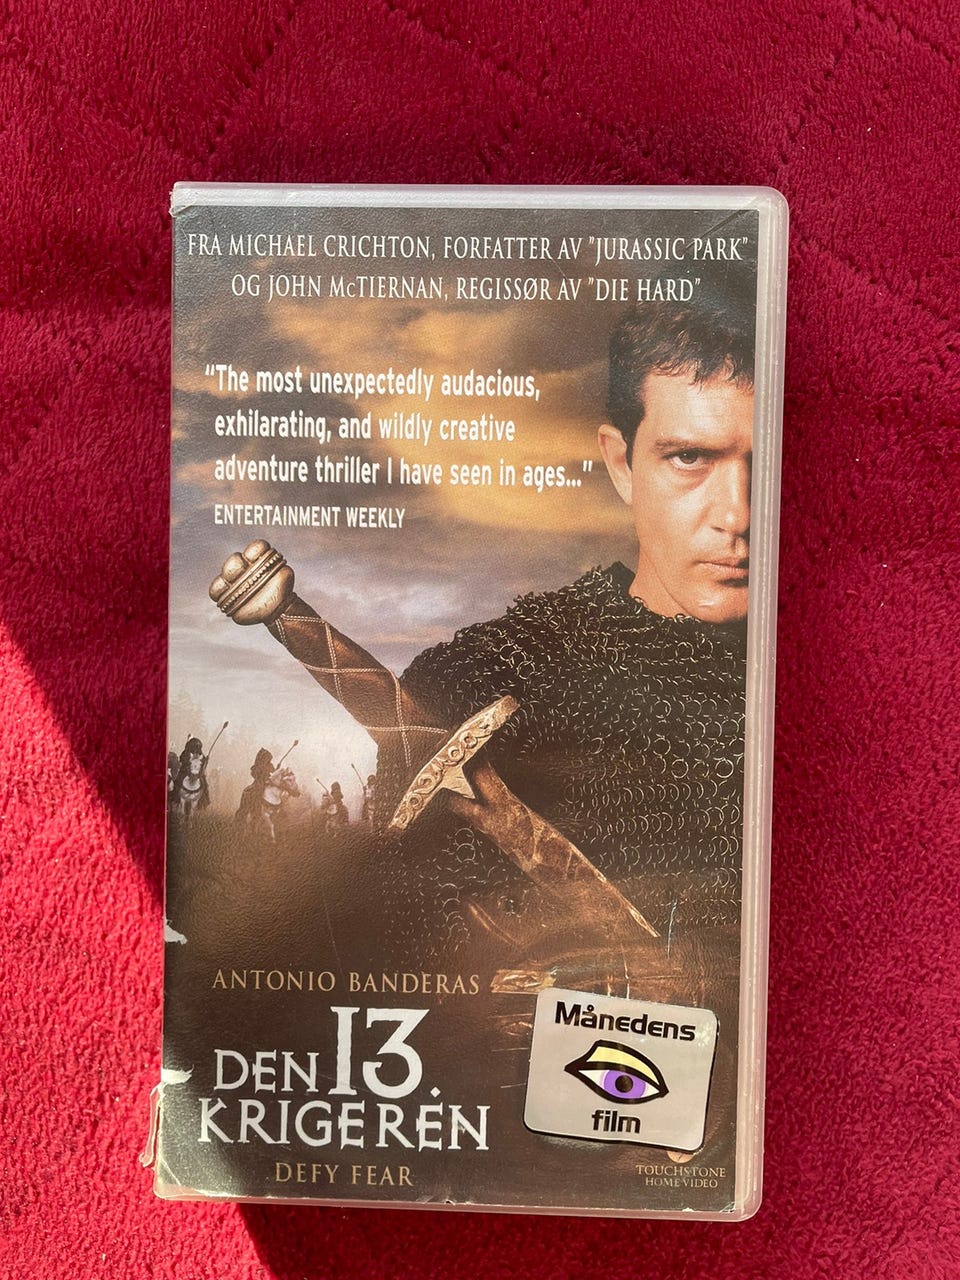 FRA MICHAEL CRICHTON, FORFATTER AV "JURASSIC PARK"
OG JOHN McTIERNAN, REGISSØR AV "DIE HARD"
"The most unexpectedly audacious,
exhilarating, and wildly creative
adventure thriller I have seen in ages..."
ENTERTAINMENT WEEKLY
ANTONIO BANDERAS
DEN 13.
KRIGEREN
DEFY FEAR
Månedens
film
TOUCHSTONE
HOME VIDEO